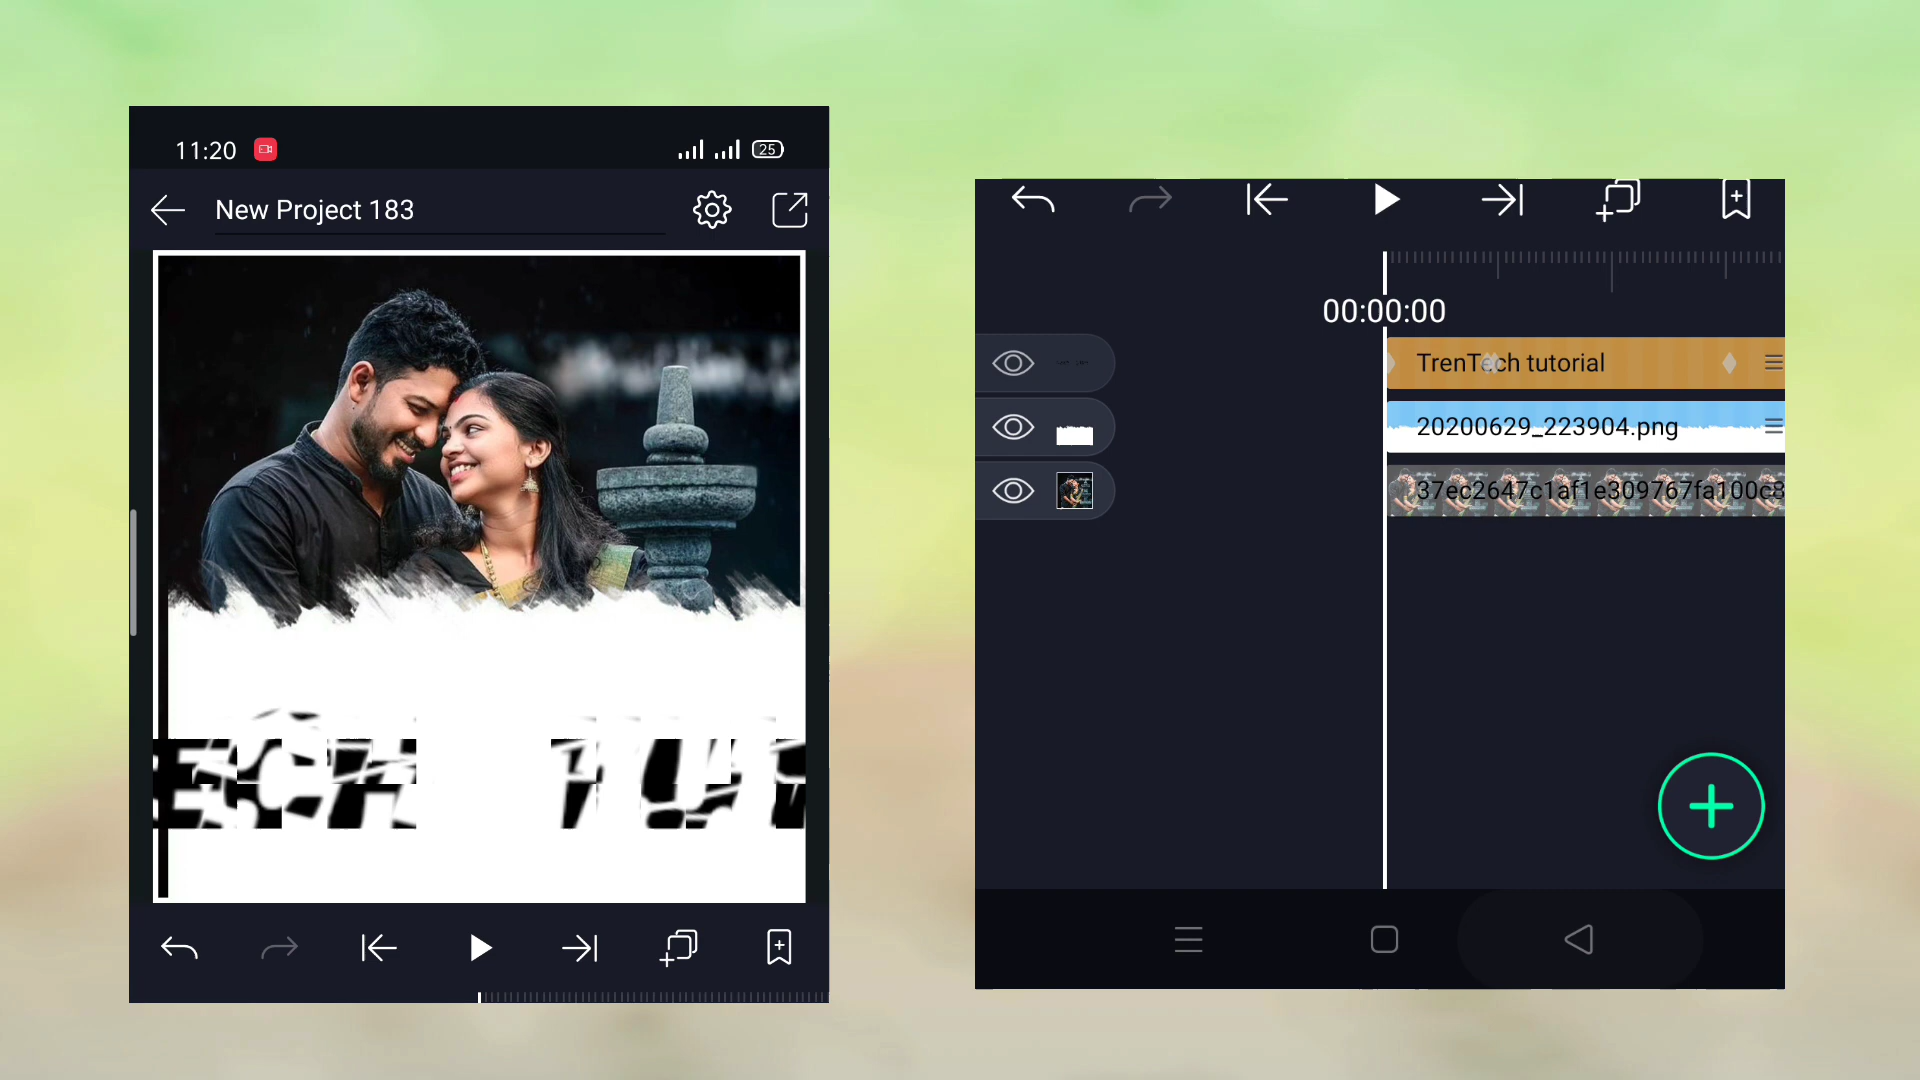 11:20
25
New Project 183
00:00:00
TrenTech tutorial
20200629_223904.png
37ec2647c1af1e309767fa100c8